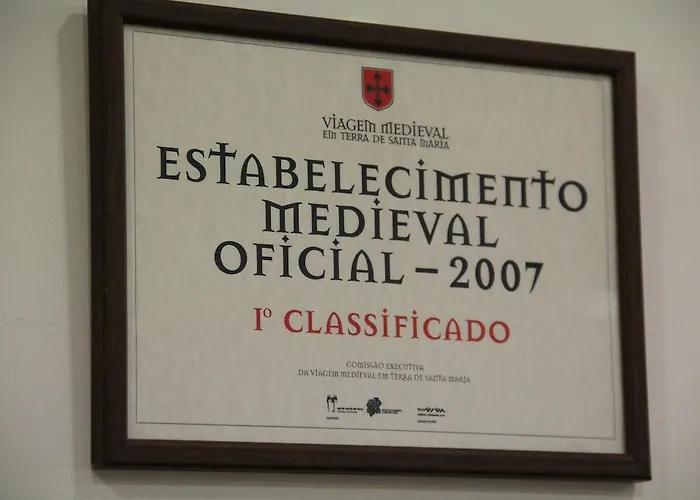 VIAGEM MEDIEVAL
EM TERRA DE SANTA MARIA
ESTABELECIMENTO
MEDIEVAL
OFICIAL – 2007
Iº CLASSIFICADO
COMISSÃO EXECUTIVA
DA VIAGEM MEDIEVAL EM TERRA DE SANTA MARIA